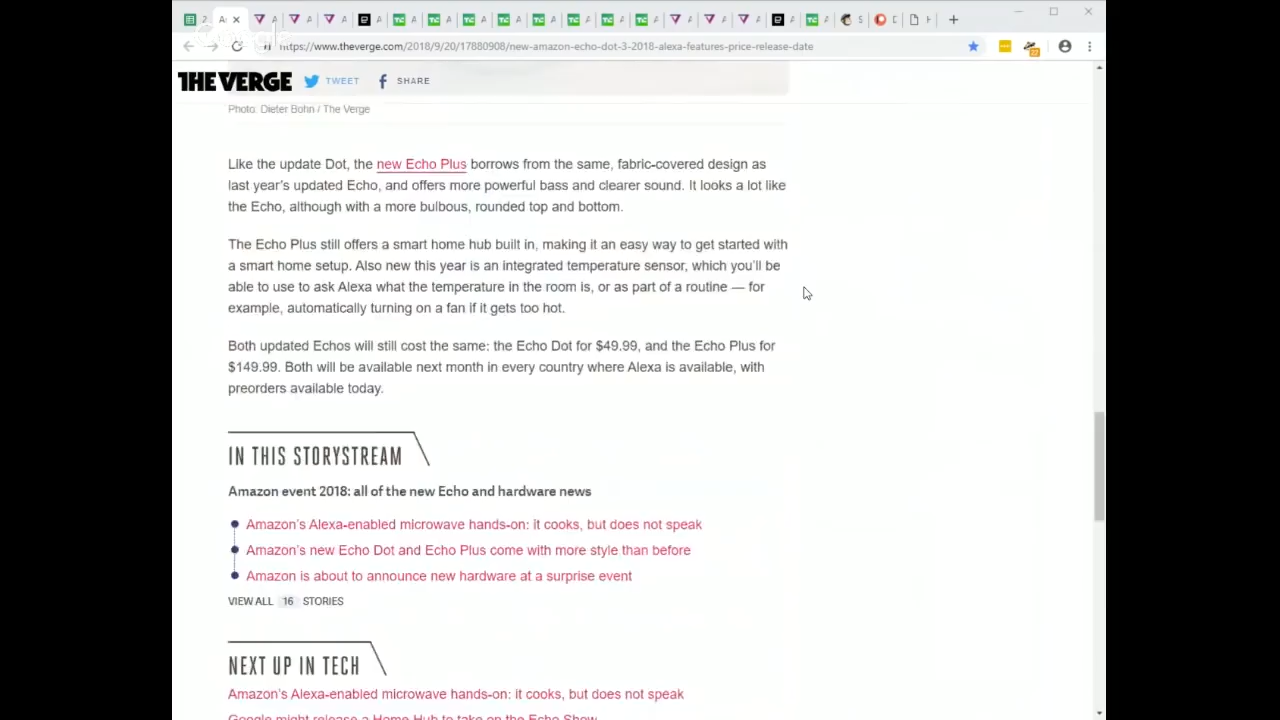 https://www.theverge.com/2018/9/20/17880908/new-amazon-echo-dot-3-2018-alexa-features-price-release-date
22
THE VERGE TWEET SHARE
Photo: Dieter Bohn / The Verge
Like the update Dot, the new Echo Plus borrows from the same, fabric-covered design as
last year's updated Echo, and offers more powerful bass and clearer sound. It looks a lot like
the Echo, although with a more bulbous, rounded top and bottom.
The Echo Plus still offers a smart home hub built in, making it an easy way to get started with
a smart home setup. Also new this year is an integrated temperature sensor, which you'll be
able to use to ask Alexa what the temperature in the room is, or as part of a routine — for
example, automatically turning on a fan if it gets too hot.
Both updated Echos will still cost the same: the Echo Dot for $49.99, and the Echo Plus for
$149.99. Both will be available next month in every country where Alexa is available, with
preorders available today.
IN THIS STORYSTREAM
Amazon event 2018: all of the new Echo and hardware news
Amazon's Alexa-enabled microwave hands-on: it cooks, but does not speak
Amazon's new Echo Dot and Echo Plus come with more style than before
Amazon is about to announce new hardware at a surprise event
VIEW ALL 16 STORIES
NEXT UP IN TECH
Amazon's Alexa-enabled microwave hands-on: it cooks, but does not speak
Google might release a Home Hub to take on the Echo Show